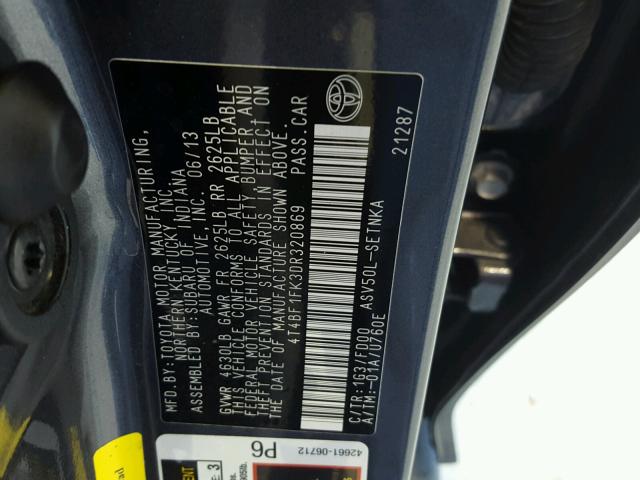 MFD.BY:TOYOTA MOTOR MANUFACTURING,
NORTHERN KENTUCKY, INC.
ASSEMBLED BY:SUBARU OF INDIANA
AUTOMOTIVE, INC. 06/13
GVWR 4630LB GAWR FR 2625LB RR 2625LB
THIS VEHICLE CONFORMS TO ALL APPLICABLE
FEDERAL MOTOR VEHICLE SAFETY, BUMPER, AND
THEFT PREVENTION STANDARDS IN EFFECT ON
THE DATE OF MANUFACTURE SHOWN ABOVE.
4T4BF1FK3DR320869 PASS.CAR
C/TR:1G3/FD00 ASV50L-SETNKA
A/TM:-01A/U760E
21287
42661-06712
P6
3